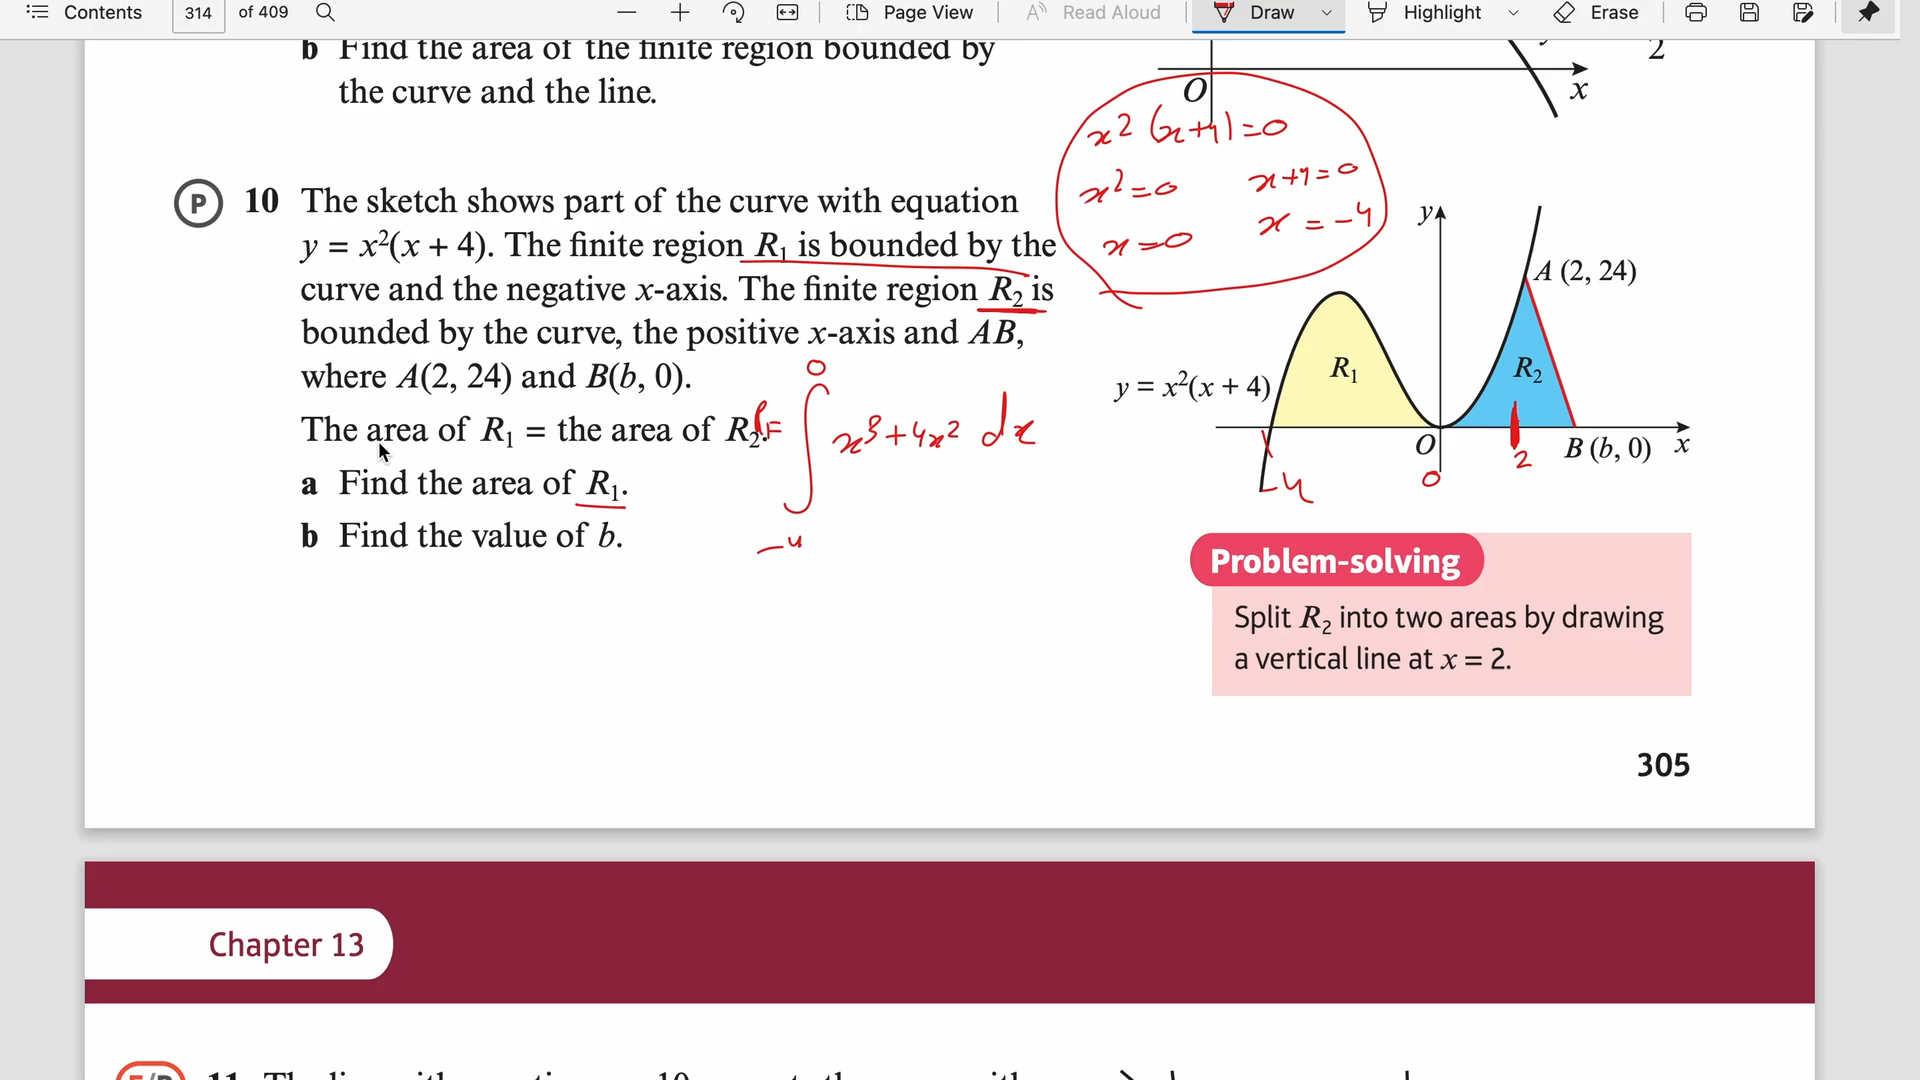 Contents 314 of 409 Page View Read Aloud Draw Highlight Erase
b Find the area of the finite region bounded by
the curve and the line.
2
O
x
x² (x+4)=0
x²=0 x+4=0
x=0 x = -4
P 10 The sketch shows part of the curve with equation
y = x²(x + 4). The finite region R₁ is bounded by the
curve and the negative x-axis. The finite region R₂ is
bounded by the curve, the positive x-axis and AB,
where A(2, 24) and B(b, 0).
The area of R₁ = the area of R₂.
a Find the area of R₁.
b Find the value of b.
0
∫ x³+4x² dx
-4
y
A (2, 24)
R₁
R₂
y = x²(x + 4)
O
B (b, 0)
x
2
-4
0
Problem-solving
Split R₂ into two areas by drawing
a vertical line at x = 2.
305
Chapter 13